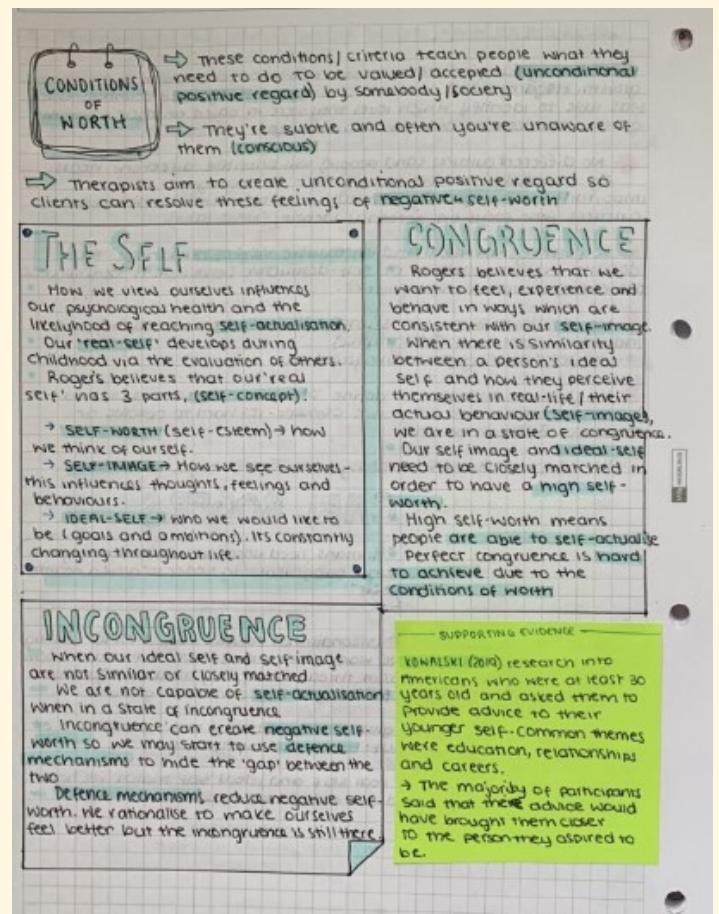 CONDITIONS
OF
WORTH
⇨ These conditions/criteria teach people what they
need to do to be valued/accepted (unconditional
positive regard) by somebody/society
⇨ They're subtle and often you're unaware of
them (conscious)
⇨ Therapists aim to create unconditional positive regard so
clients can resolve these feelings of negative self-worth
THE SELF
How we view ourselves influences
our psychological health and the
likelyhood of reaching self-actualisation.
Our 'real-self' develops during
childhood via the evaluation of others.
Rogers believes that our 'real
self' has 3 parts, (self-concept):
→ SELF-WORTH (self-esteem) → how
we think of ourself.
→ SELF-IMAGE → How we see ourselves -
this influences thoughts, feelings and
behaviours.
→ IDEAL-SELF → who we would like to
be (goals and ambitions). Its constantly
changing throughout life.
CONGRUENCE
Rogers believes that we
want to feel, experience and
behave in ways which are
consistent with our self-image.
When there is similarity
between a person's ideal
self and how they perceive
themselves in real-life/their
actual behaviour (self-image),
we are in a state of congruence.
Our self image and ideal-self
need to be closely matched in
order to have a high self-
worth.
High self-worth means
people are able to self-actualise
Perfect congruence is hard
to achieve due to the
conditions of worth
INCONGRUENCE
When our ideal self and self-image
are not similar or closely matched.
We are not capable of self-actualisation
when in a state of incongruence
Incongruence can create negative self-
worth so we may start to use defence
mechanisms to hide the 'gap' between the
two
Defence mechanisms reduce negative self-
worth. We rationalise to make ourselves
feel better but the incongruence is still there.
SUPPORTING EVIDENCE
KOWALSKI (2019) research into
Americans who were at least 30
years old and asked them to
provide advice to their
younger self - common themes
were education, relationships
and careers.
→ The majority of participants
said that there advice would
have brought them closer
to the person they aspired to
be.